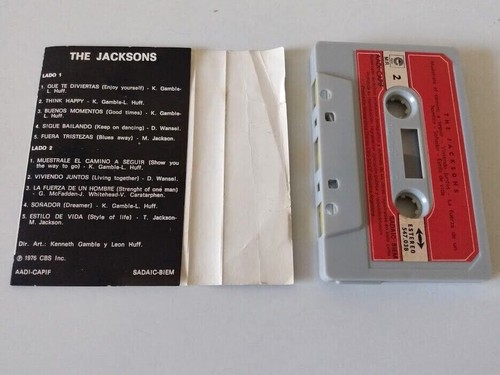 THE JACKSONS
LADO 1
1. QUE TE DIVIERTAS (Enjoy yourself) - K. Gamble-
L. Huff.
2. THINK HAPPY - K. Gamble-L. Huff.
3. BUENOS MOMENTOS (Good times) - K. Gamble-
L. Huff.
4. SIGUE BAILANDO (Keep on dancing) - D. Wansel.
5. FUERA TRISTEZAS (Blues away) - M. Jackson.
LADO 2
1. MUESTRALE EL CAMINO A SEGUIR (Show you
the way to go) - K. Gamble-L. Huff.
2. VIVIENDO JUNTOS (Living together) - D. Wansel.
3. LA FUERZA DE UN HOMBRE (Strenght of one man)
- G. McFadden-J. Whitehead-V. Caratarphen.
4. SOÑADOR (Dreamer) - K. Gamble-L. Huff.
5. ESTILO DE VIDA (Style of life) - T. Jackson-
M. Jackson.
Dir. Art.: Kenneth Gamble y Leon Huff.
℗ 1976 CBS Inc.
AADI-CAPIF SADAIC-BIEM
2
THE JACKSONS
ESTEREO